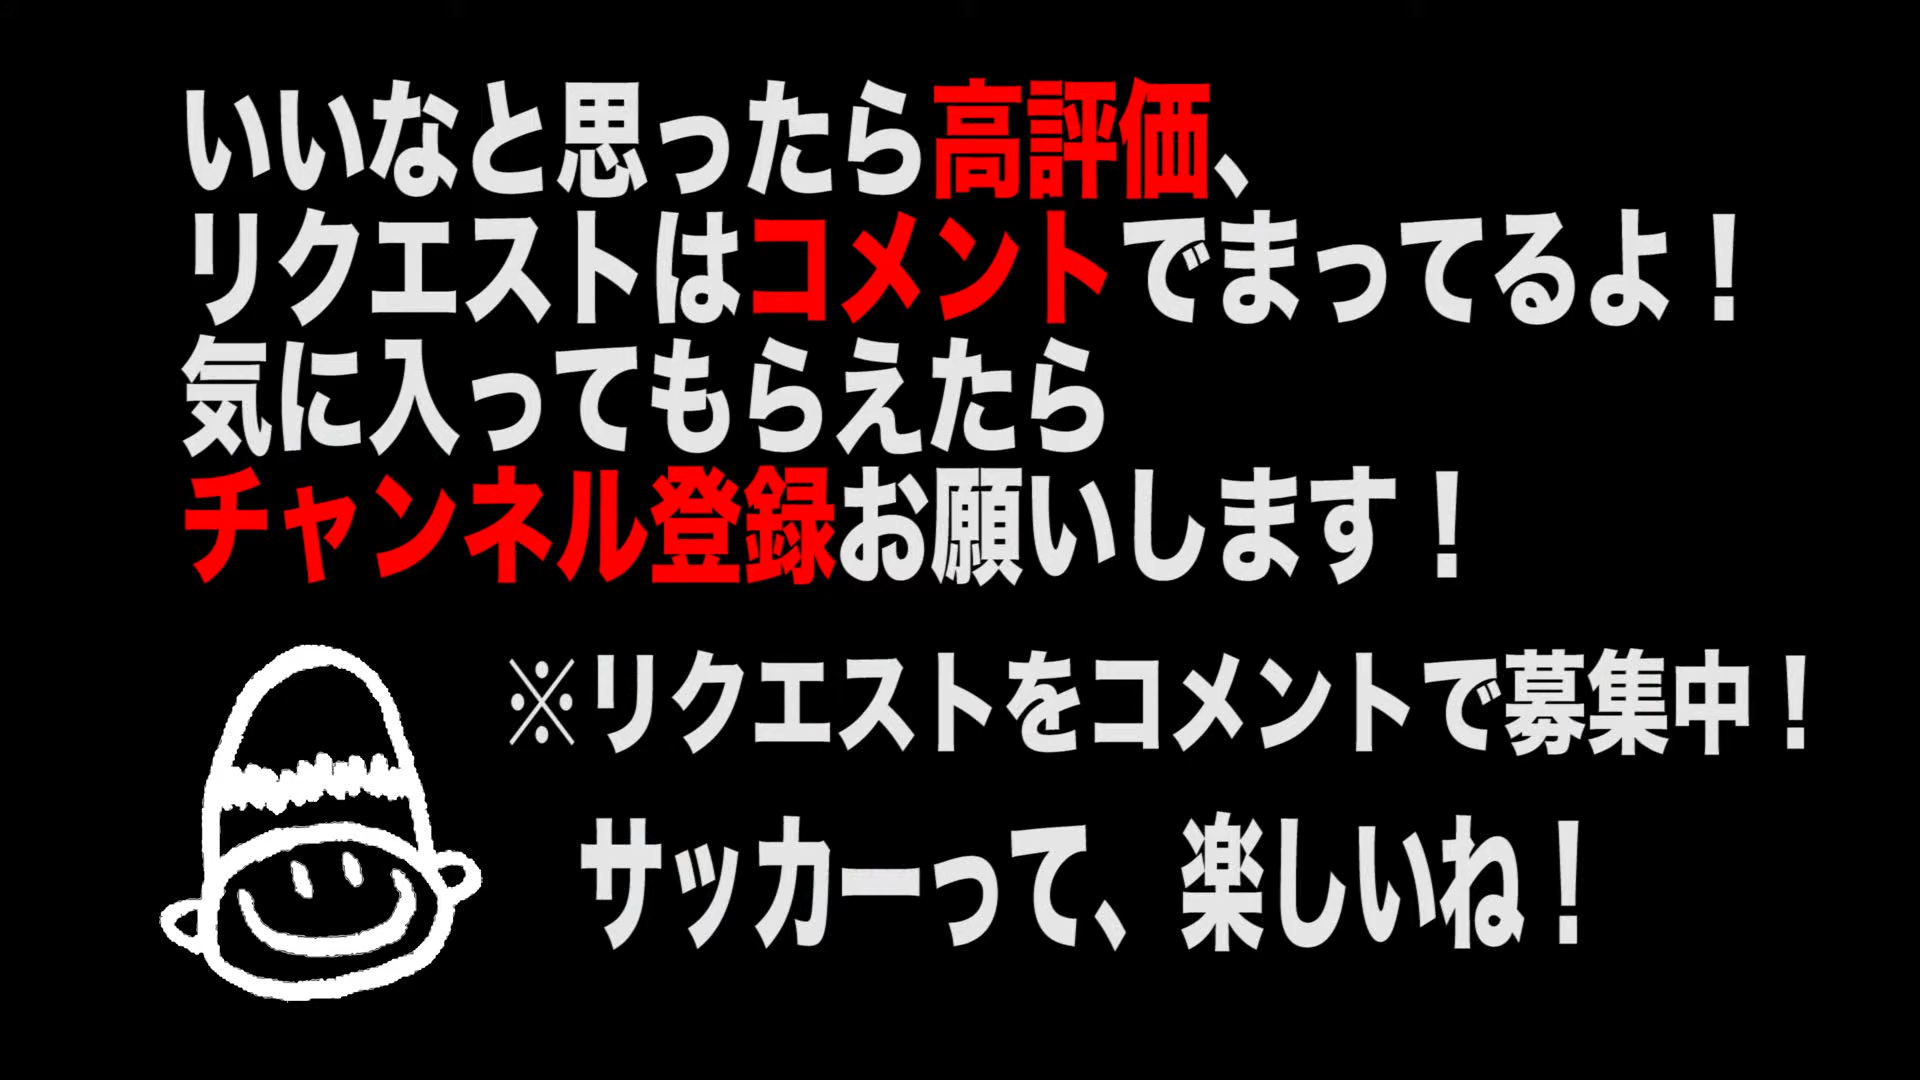 いいなと思ったら高評価、
リクエストはコメントでまってるよ！
気に入ってもらえたら
チャンネル登録お願いします！
※リクエストをコメントで募集中！
サッカーって、楽しいね！